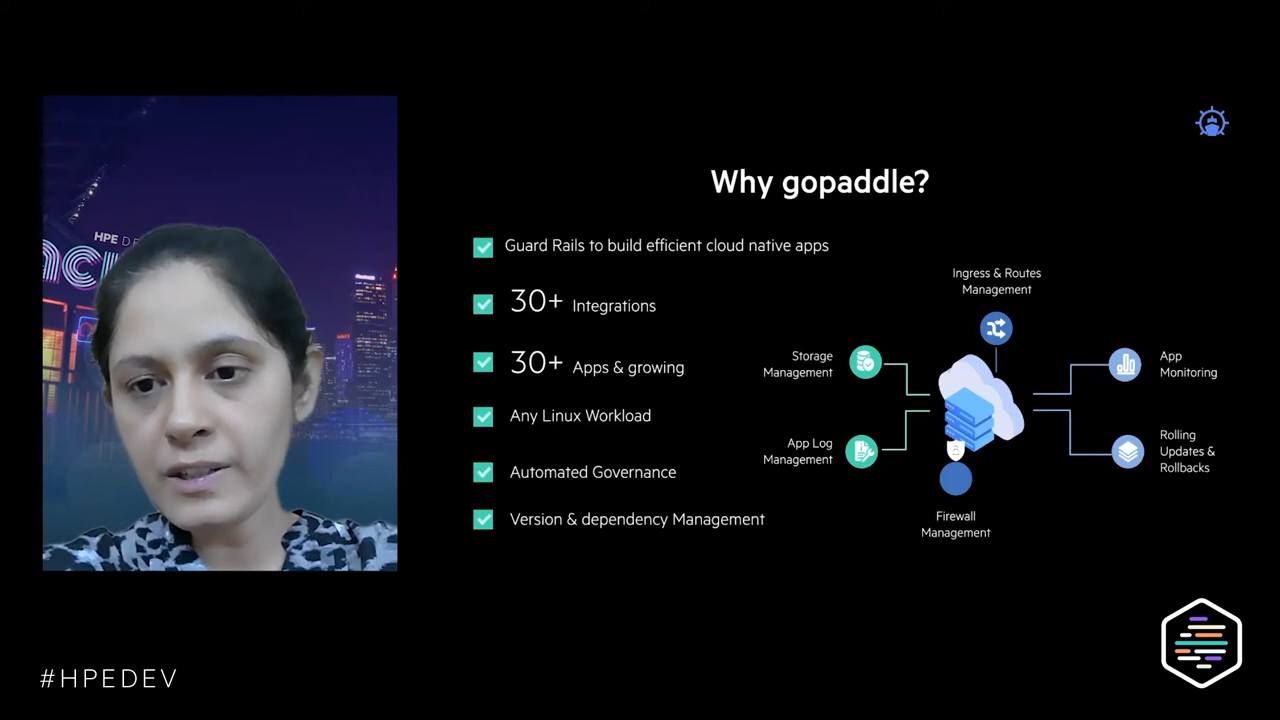 Why gopaddle?
HPE DE
Guard Rails to build efficient cloud native apps
30+ Integrations
30+ Apps & growing
Any Linux Workload
Automated Governance
Version & dependency Management
Ingress & Routes
Management
Storage
Management
App Log
Management
App
Monitoring
Rolling
Updates &
Rollbacks
Firewall
Management
#HPEDEV